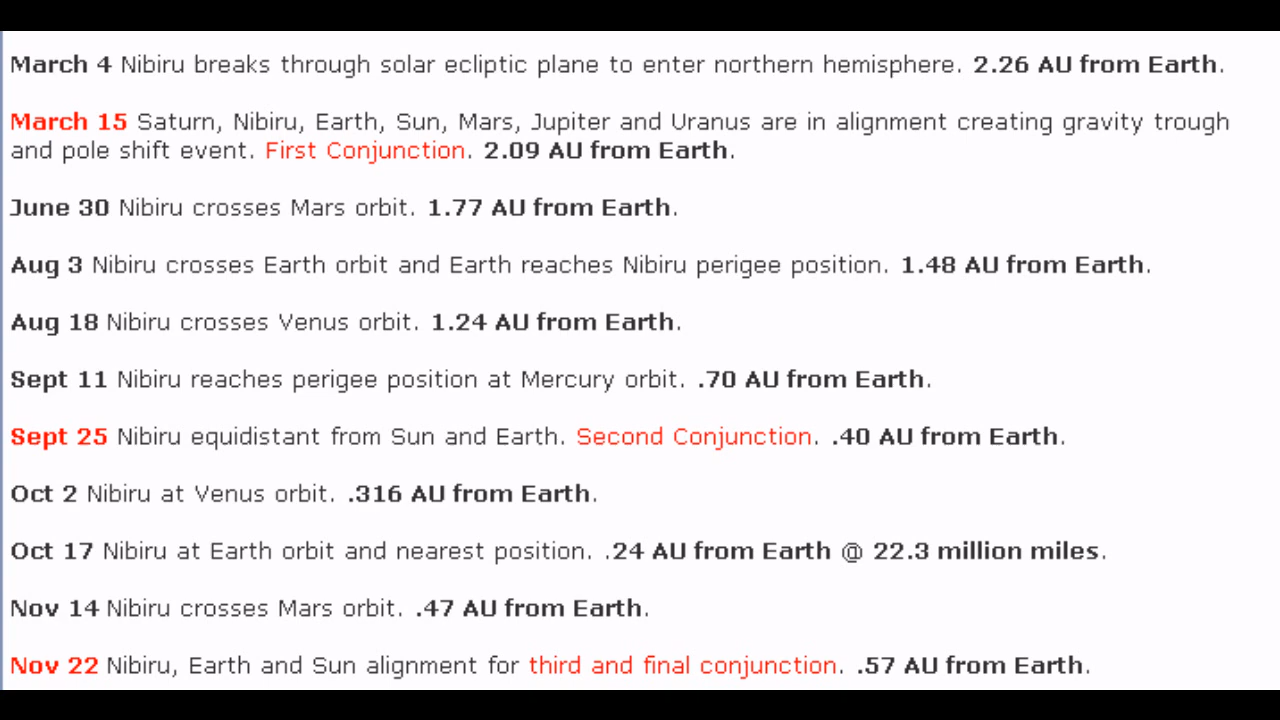 March 4 Nibiru breaks through solar ecliptic plane to enter northern hemisphere. 2.26 AU from Earth.
March 15 Saturn, Nibiru, Earth, Sun, Mars, Jupiter and Uranus are in alignment creating gravity trough
and pole shift event. First Conjunction. 2.09 AU from Earth.
June 30 Nibiru crosses Mars orbit. 1.77 AU from Earth.
Aug 3 Nibiru crosses Earth orbit and Earth reaches Nibiru perigee position. 1.48 AU from Earth.
Aug 18 Nibiru crosses Venus orbit. 1.24 AU from Earth.
Sept 11 Nibiru reaches perigee position at Mercury orbit. .70 AU from Earth.
Sept 25 Nibiru equidistant from Sun and Earth. Second Conjunction. .40 AU from Earth.
Oct 2 Nibiru at Venus orbit. .316 AU from Earth.
Oct 17 Nibiru at Earth orbit and nearest position. .24 AU from Earth @ 22.3 million miles.
Nov 14 Nibiru crosses Mars orbit. .47 AU from Earth.
Nov 22 Nibiru, Earth and Sun alignment for third and final conjunction. .57 AU from Earth.